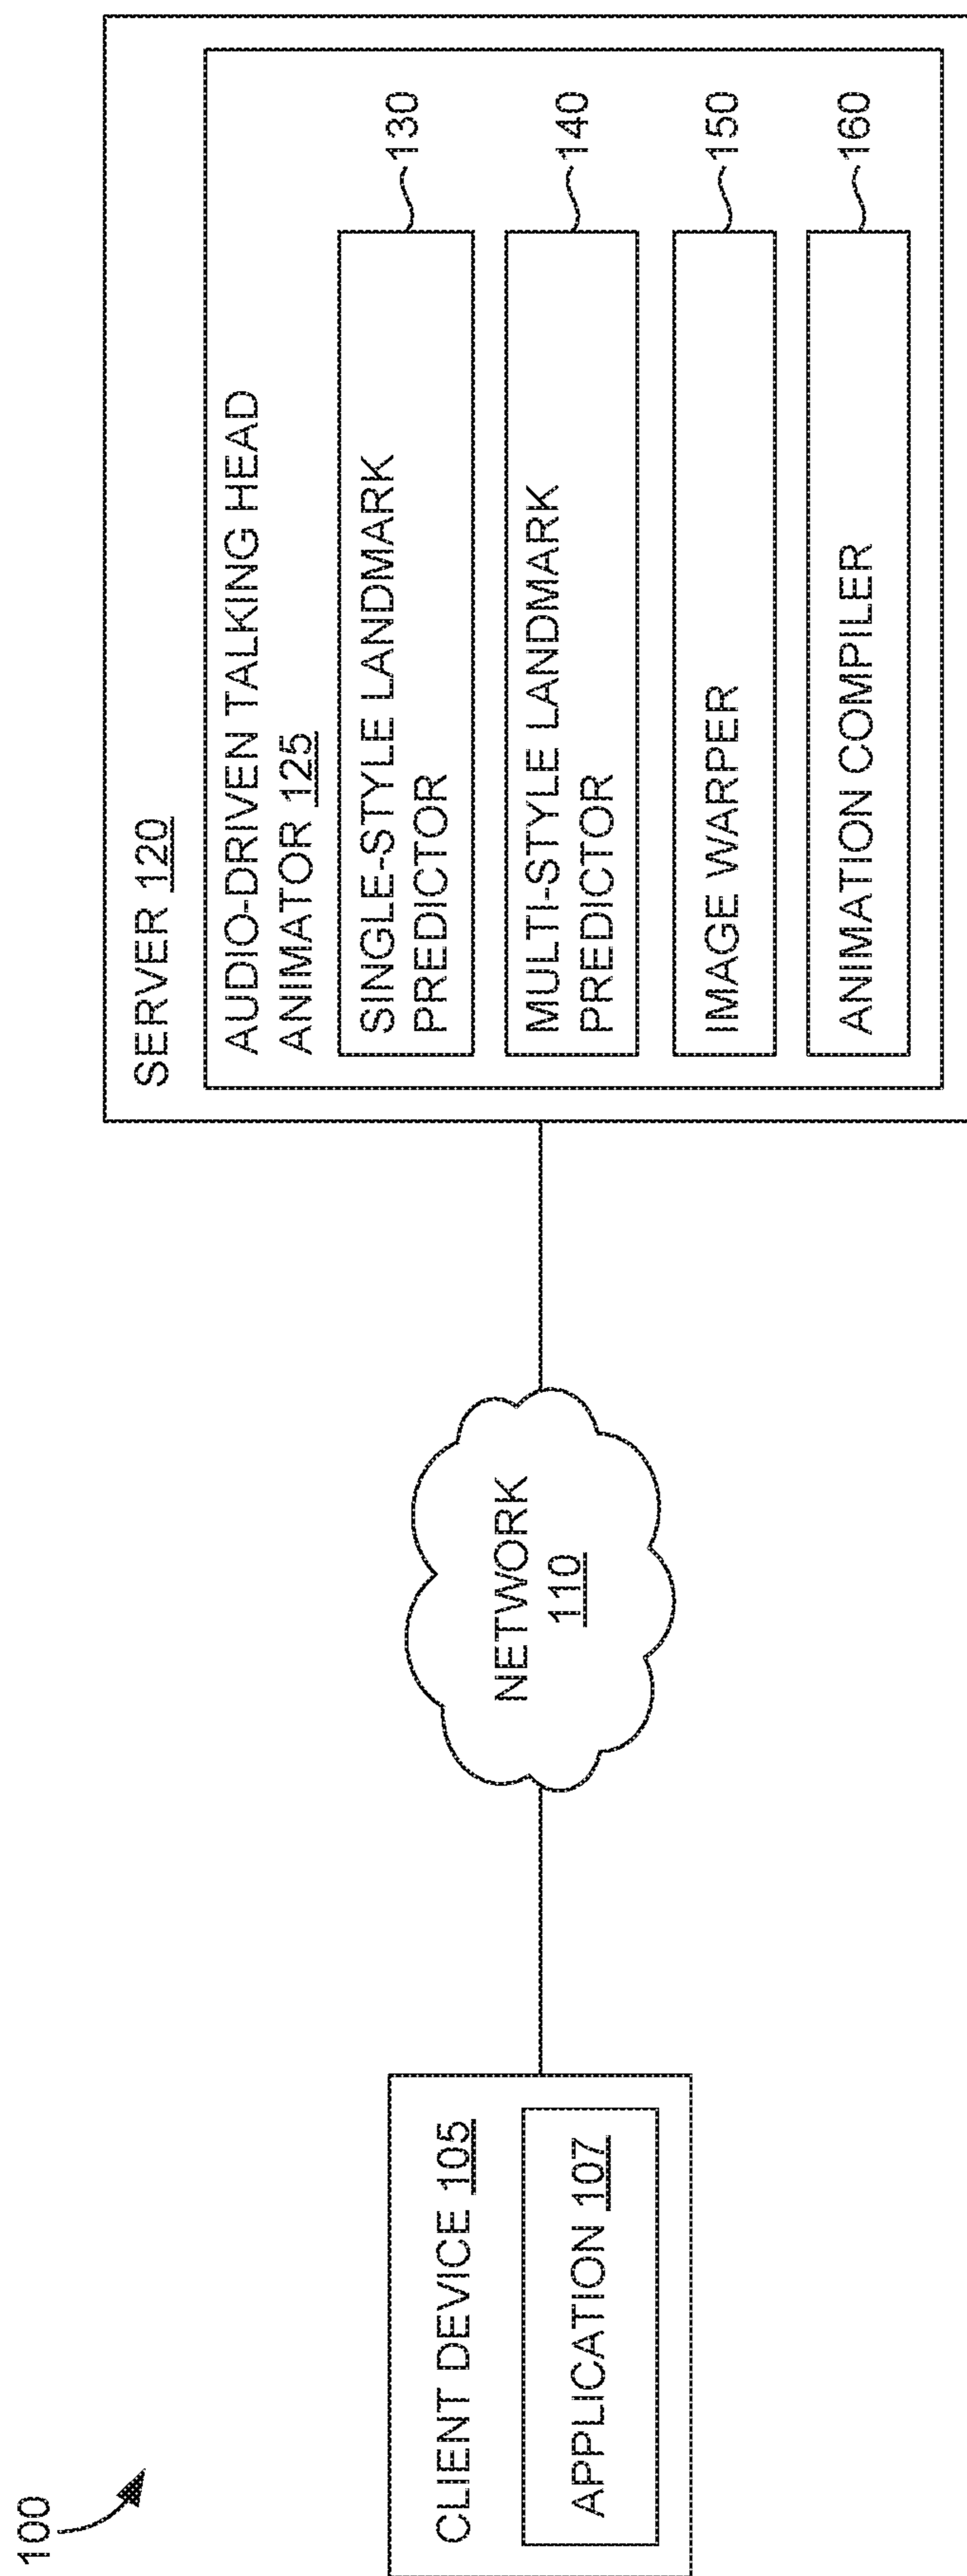 100
CLIENT DEVICE 105
APPLICATION 107
NETWORK
110
SERVER 120
AUDIO-DRIVEN TALKING HEAD
ANIMATOR 125
SINGLE-STYLE LANDMARK
PREDICTOR
130
MULTI-STYLE LANDMARK
PREDICTOR
140
IMAGE WARPER
150
ANIMATION COMPILER
160